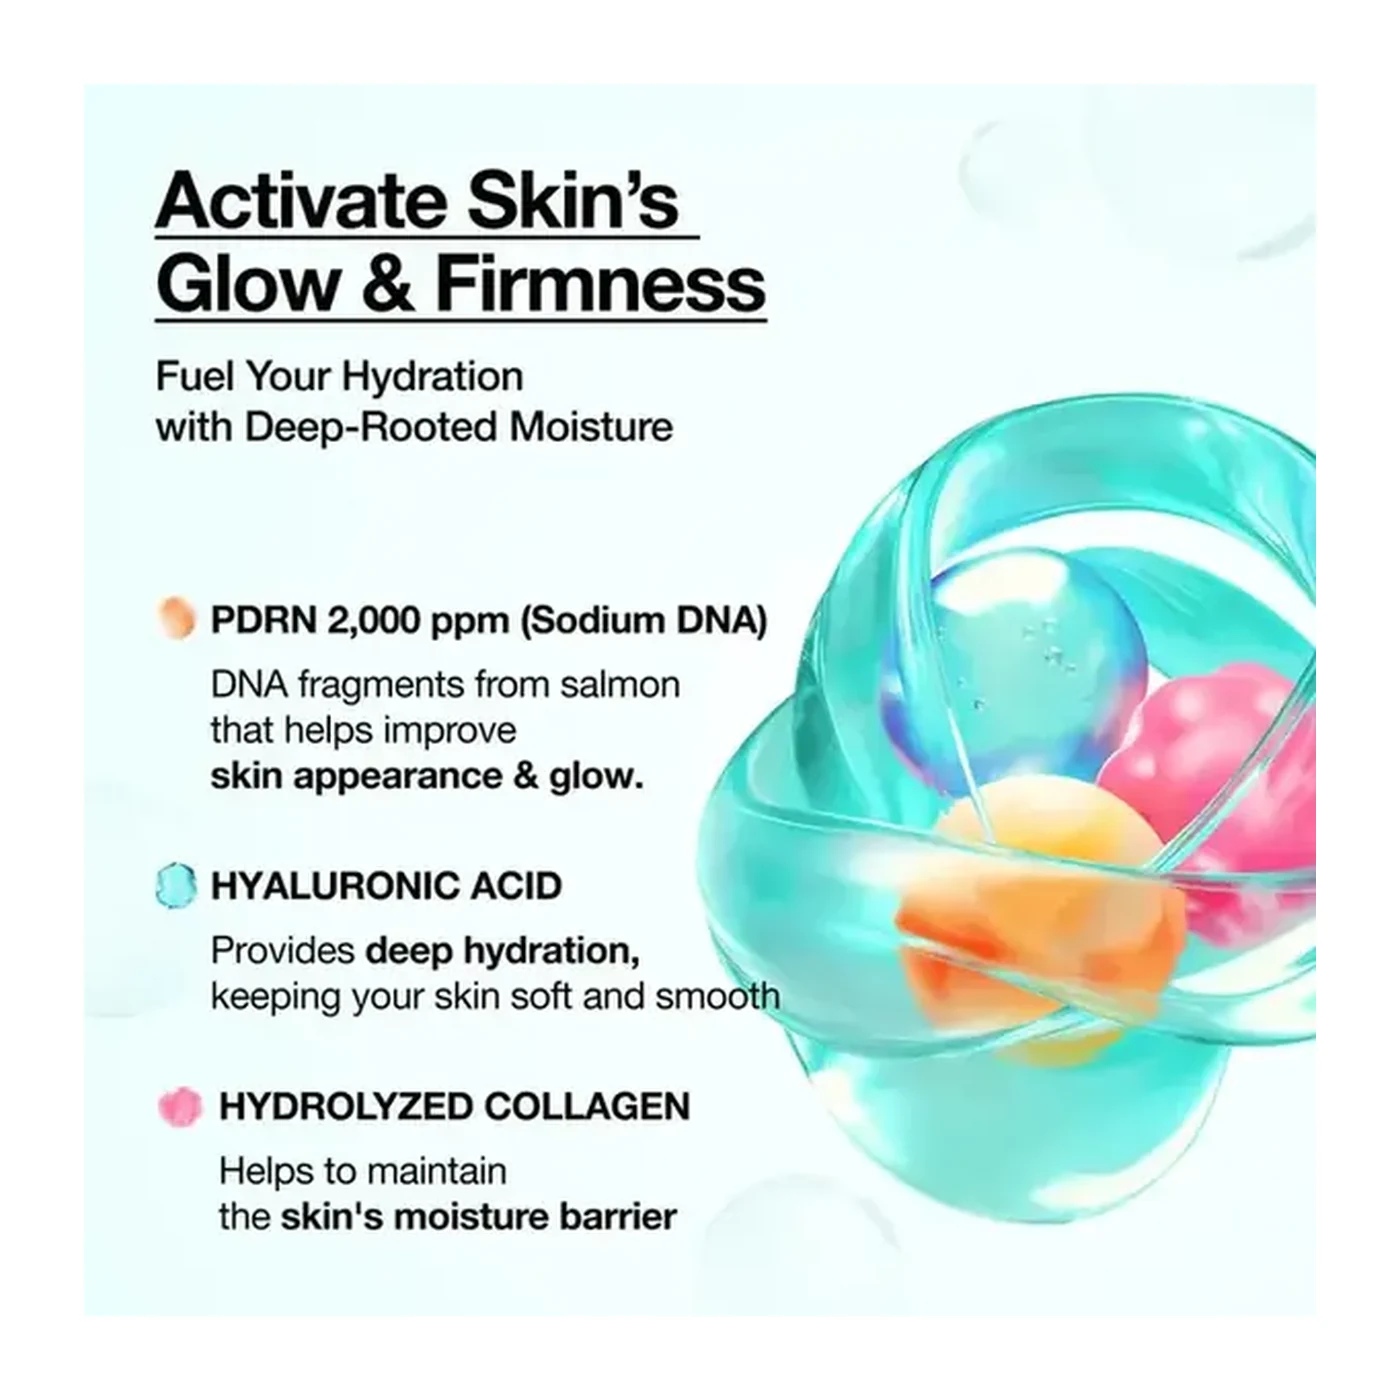 Activate Skin’s
Glow & Firmness
Fuel Your Hydration
with Deep-Rooted Moisture
PDRN 2,000 ppm (Sodium DNA)
DNA fragments from salmon
that helps improve
skin appearance & glow.
HYALURONIC ACID
Provides deep hydration,
keeping your skin soft and smooth
HYDROLYZED COLLAGEN
Helps to maintain
the skin's moisture barrier